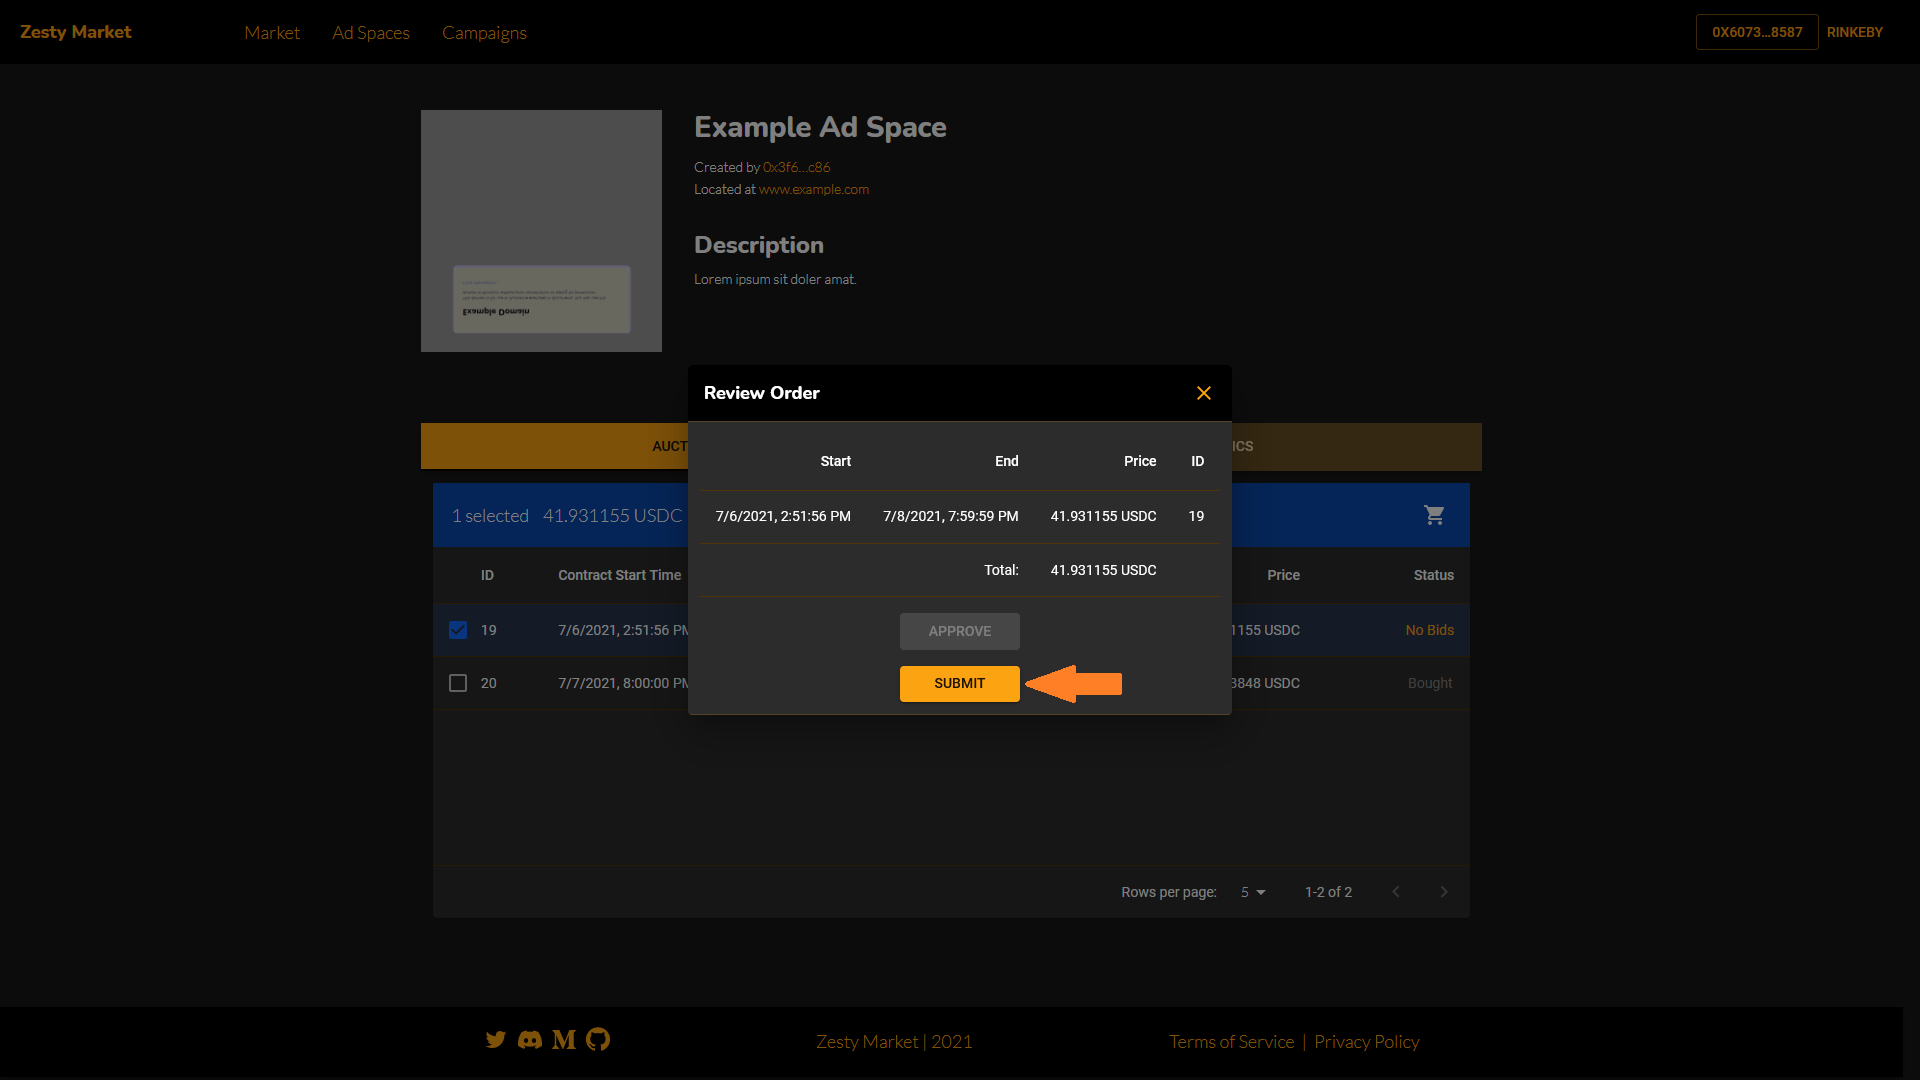 Zesty Market
Market
Ad Spaces
Campaigns
0X6073...8587
RINKEBY
Example Ad Space
Created by 0x3f6...c86
Located at www.example.com
Description
Lorem ipsum sit doler amat.
Example Domain
Review Order
Start End Price ID
7/6/2021, 2:51:56 PM 7/8/2021, 7:59:59 PM 41.931155 USDC 19
Total: 41.931155 USDC
APPROVE
SUBMIT
AUCT
ICS
1 selected 41.931155 USDC
ID Contract Start Time Price Status
19 7/6/2021, 2:51:56 PM 1155 USDC No Bids
20 7/7/2021, 8:00:00 PM 3848 USDC Bought
Rows per page: 5 1-2 of 2
Zesty Market | 2021
Terms of Service | Privacy Policy